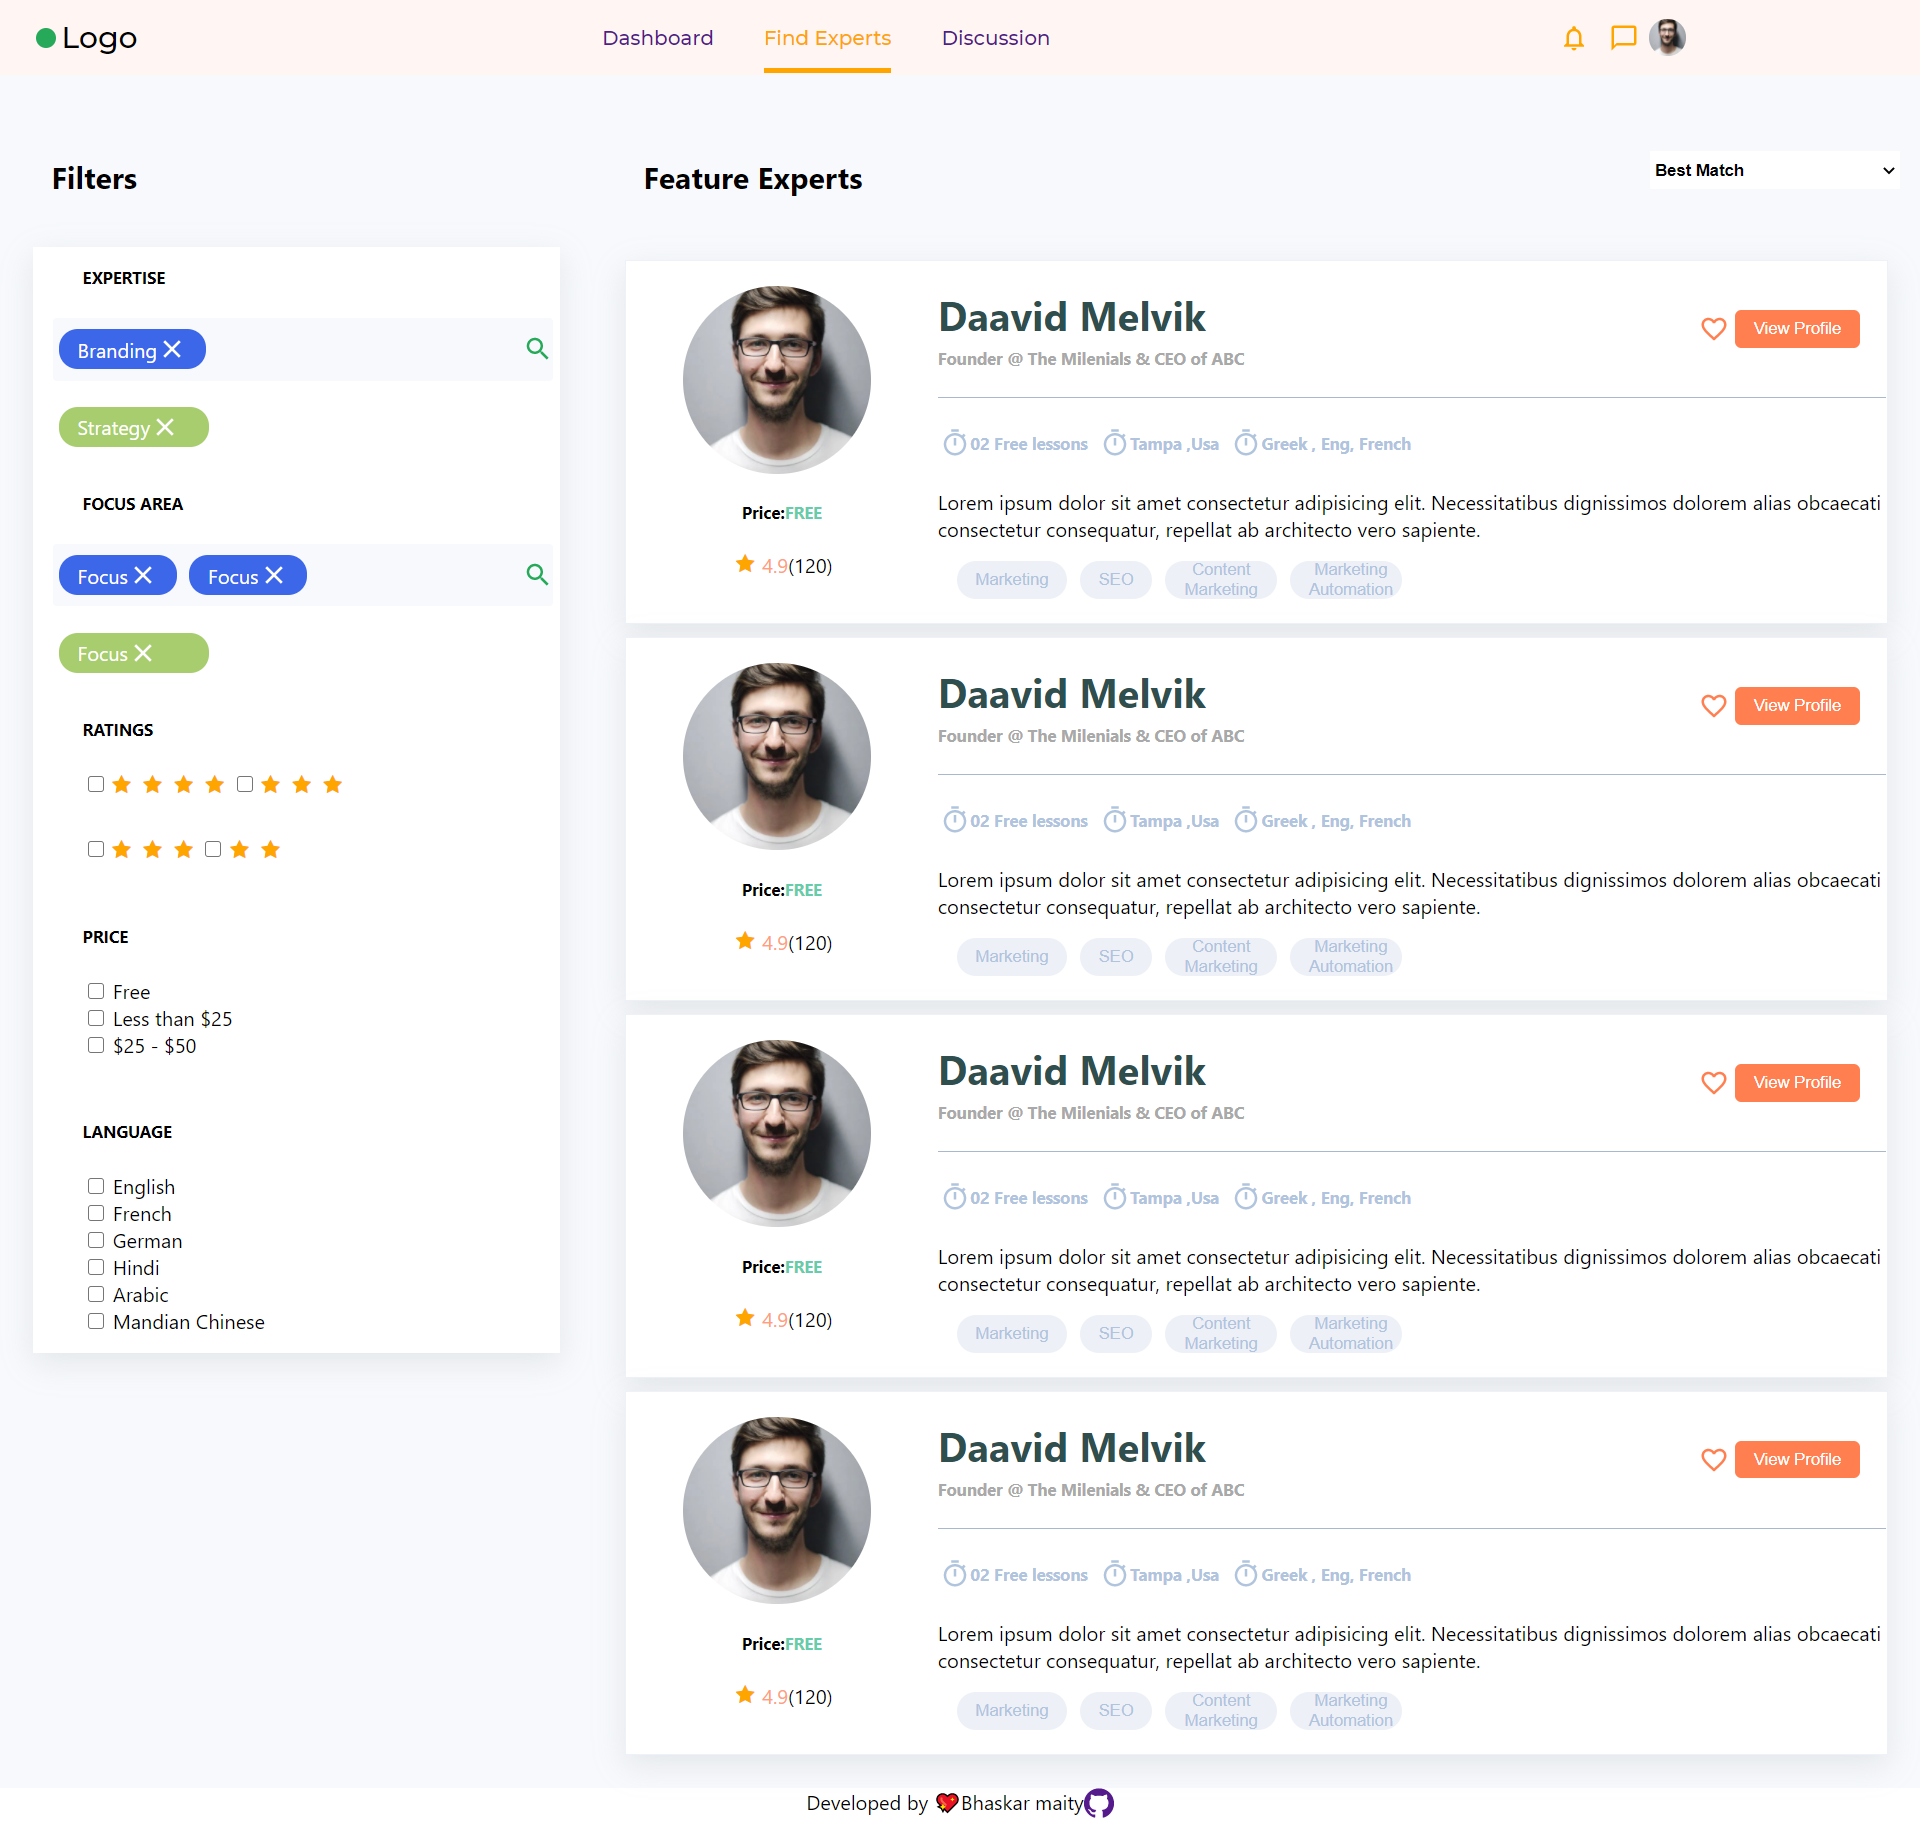 Logo
Dashboard
Find Experts
Discussion
Filters
Feature Experts
Best Match
EXPERTISE
Branding
Strategy
FOCUS AREA
Focus
Focus
Focus
RATINGS
PRICE
Free
Less than $25
$25 - $50
LANGUAGE
English
French
German
Hindi
Arabic
Mandian Chinese
Daavid Melvik
View Profile
Founder @ The Milenials & CEO of ABC
02 Free lessons
Tampa ,Usa
Greek , Eng, French
Price:FREE
4.9(120)
Lorem ipsum dolor sit amet consectetur adipisicing elit. Necessitatibus dignissimos dolorem alias obcaecati
consectetur consequatur, repellat ab architecto vero sapiente.
Marketing
SEO
Content
Marketing
Marketing
Automation
Daavid Melvik
View Profile
Founder @ The Milenials & CEO of ABC
02 Free lessons
Tampa ,Usa
Greek , Eng, French
Price:FREE
4.9(120)
Lorem ipsum dolor sit amet consectetur adipisicing elit. Necessitatibus dignissimos dolorem alias obcaecati
consectetur consequatur, repellat ab architecto vero sapiente.
Marketing
SEO
Content
Marketing
Marketing
Automation
Daavid Melvik
View Profile
Founder @ The Milenials & CEO of ABC
02 Free lessons
Tampa ,Usa
Greek , Eng, French
Price:FREE
4.9(120)
Lorem ipsum dolor sit amet consectetur adipisicing elit. Necessitatibus dignissimos dolorem alias obcaecati
consectetur consequatur, repellat ab architecto vero sapiente.
Marketing
SEO
Content
Marketing
Marketing
Automation
Daavid Melvik
View Profile
Founder @ The Milenials & CEO of ABC
02 Free lessons
Tampa ,Usa
Greek , Eng, French
Price:FREE
4.9(120)
Lorem ipsum dolor sit amet consectetur adipisicing elit. Necessitatibus dignissimos dolorem alias obcaecati
consectetur consequatur, repellat ab architecto vero sapiente.
Marketing
SEO
Content
Marketing
Marketing
Automation
Developed by 💖Bhaskar maity